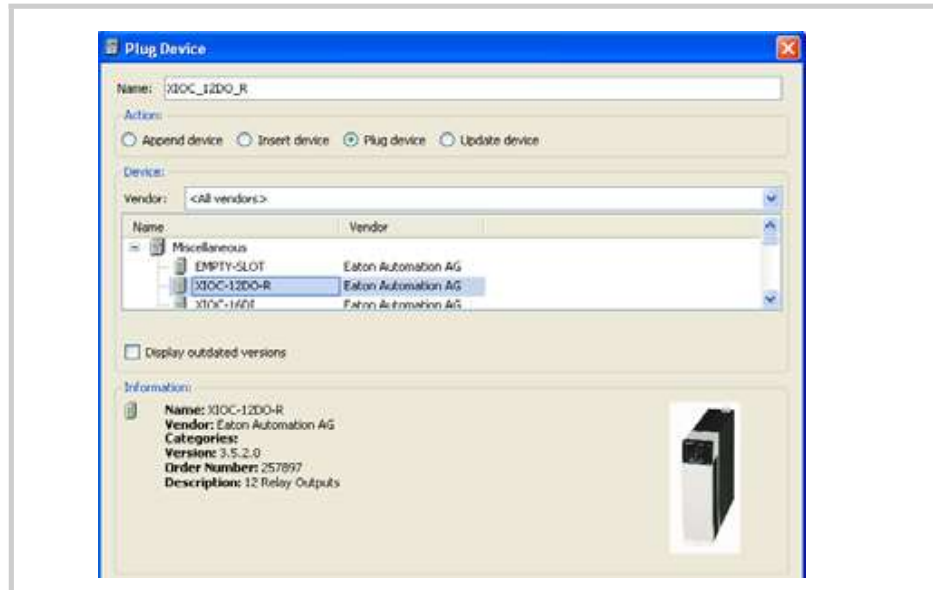 Plug Device
Name: XIOC_12DO_R
Action:
Append device Insert device Plug device Update device
Device:
Vendor: <All vendors>
Name Vendor
Miscellaneous
EMPTY-SLOT Eaton Automation AG
XIOC-12DO-R Eaton Automation AG
XIOC-16DI Eaton Automation AG
Display outdated versions
Information:
Name: XIOC-12DO-R
Vendor: Eaton Automation AG
Categories:
Version: 3.5.2.0
Order Number: 257897
Description: 12 Relay Outputs